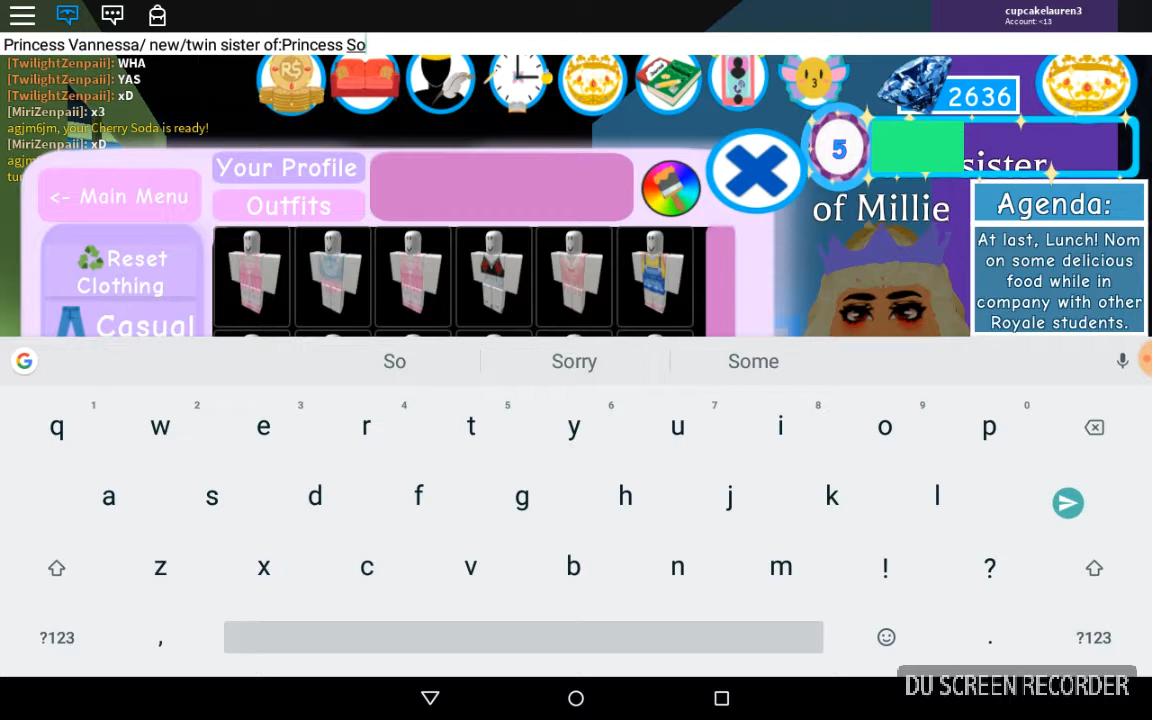 cupcakelauren3
Account: <13
Princess Vannessa/ new/twin sister of:Princess So
[TwilightZenpaii]: WHA
[TwilightZenpaii]: YAS
[TwilightZenpaii]: xD
[MiriZenpaii]: x3
agjm6jm, your Cherry Soda is ready!
[MiriZenpaii]: xD
RS
2636
5
sister
of Millie
Agenda:
At last, Lunch! Nom
on some delicious
food while in
company with other
Royale students.
<- Main Menu
Your Profile
Outfits
Reset
Clothing
Casual
So Sorry Some
1 2 3 4 5 6 7 8 9 0
q w e r t y u i o p
a s d f g h j k l
z x c v b n m ! ?
?123 , . ?123
DU SCREEN RECORDER